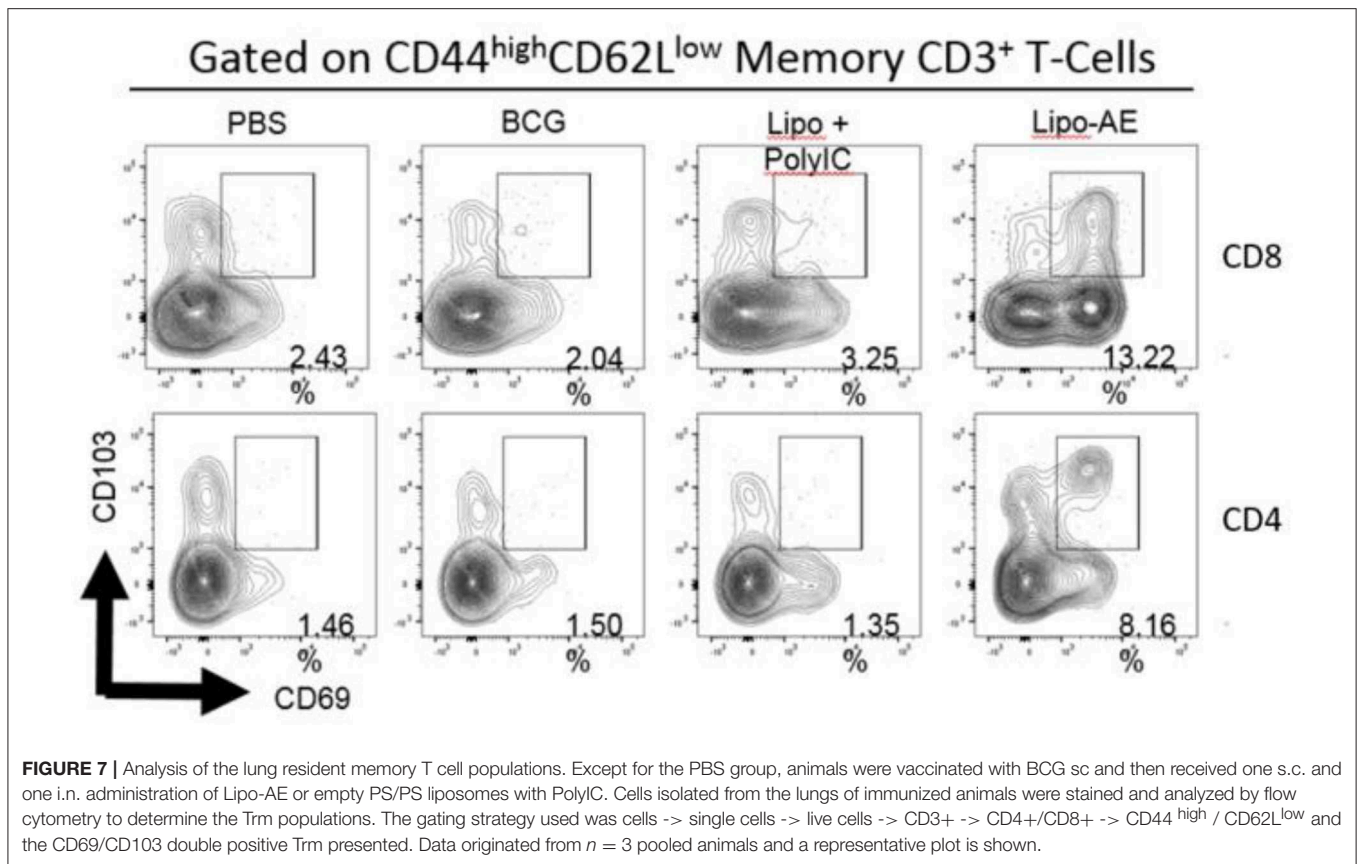 Gated on CD44highCD62Llow Memory CD3+ T-Cells
PBS
BCG
Lipo +
PolyIC
Lipo-AE
CD8
2.43
%
2.04
%
3.25
%
13.22
%
CD4
1.46
%
1.50
%
1.35
%
8.16
%
CD103
CD69
FIGURE 7 | Analysis of the lung resident memory T cell populations. Except for the PBS group, animals were vaccinated with BCG sc and then received one s.c. and
one i.n. administration of Lipo-AE or empty PS/PS liposomes with PolyIC. Cells isolated from the lungs of immunized animals were stained and analyzed by flow
cytometry to determine the Trm populations. The gating strategy used was cells -> single cells -> live cells -> CD3+ -> CD4+/CD8+ -> CD44 high / CD62Llow and
the CD69/CD103 double positive Trm presented. Data originated from n = 3 pooled animals and a representative plot is shown.